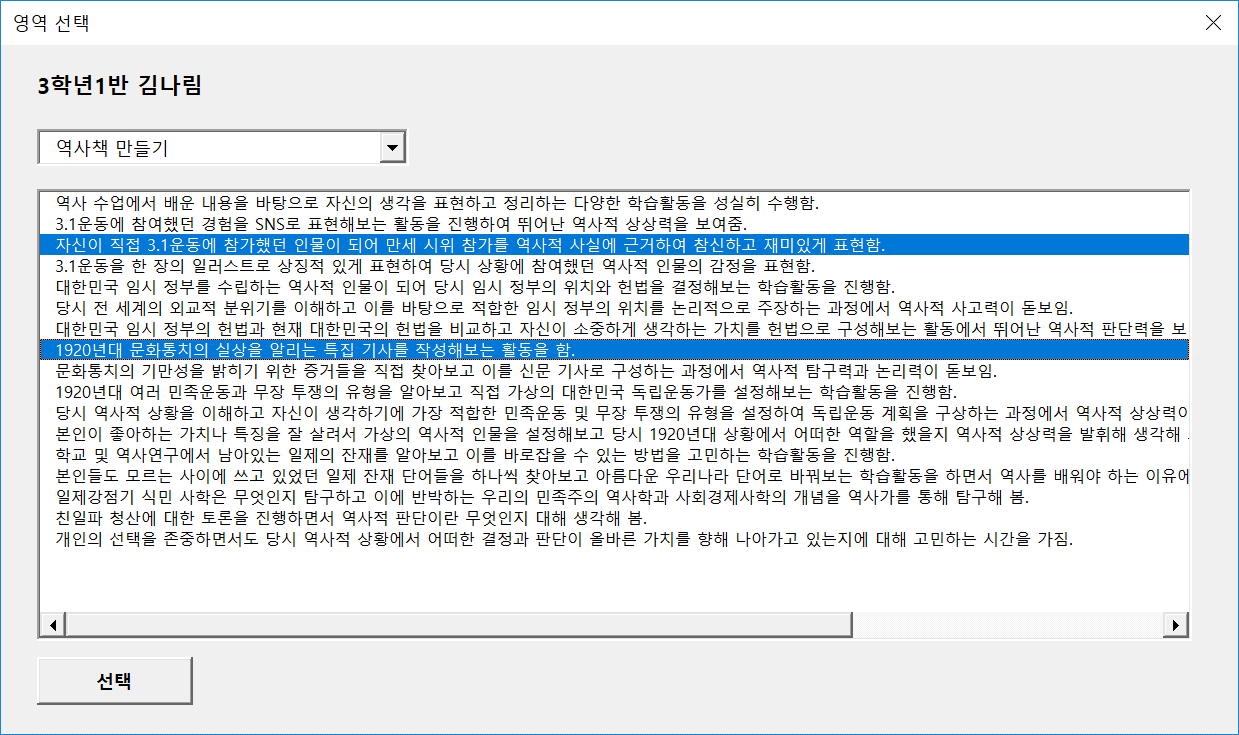 영역 선택
3학년1반 김나림
역사책 만들기
역사 수업에서 배운 내용을 바탕으로 자신의 생각을 표현하고 정리하는 다양한 학습활동을 성실히 수행함.
3.1운동에 참여했던 경험을 SNS로 표현해보는 활동을 진행하여 뛰어난 역사적 상상력을 보여줌.
자신이 직접 3.1운동에 참가했던 인물이 되어 만세 시위 참가를 역사적 사실에 근거하여 참신하고 재미있게 표현함.
3.1운동을 한 장의 일러스트로 상징적 있게 표현하여 당시 상황에 참여했던 역사적 인물의 감정을 표현함.
대한민국 임시 정부를 수립하는 역사적 인물이 되어 당시 임시 정부의 위치와 헌법을 결정해보는 학습활동을 진행함.
당시 전 세계의 외교적 분위기를 이해하고 이를 바탕으로 적합한 임시 정부의 위치를 논리적으로 주장하는 과정에서 역사적 사고력이 돋보임.
대한민국 임시 정부의 헌법과 현재 대한민국의 헌법을 비교하고 자신이 소중하게 생각하는 가치를 헌법으로 구성해보는 활동에서 뛰어난 역사적 판단력을 보
1920년대 문화통치의 실상을 알리는 특집 기사를 작성해보는 활동을 함.
문화통치의 기만성을 밝히기 위한 증거들을 직접 찾아보고 이를 신문 기사로 구성하는 과정에서 역사적 탐구력과 논리력이 돋보임.
1920년대 여러 민족운동과 무장 투쟁의 유형을 알아보고 직접 가상의 대한민국 독립운동가를 설정해보는 학습활동을 진행함.
당시 역사적 상황을 이해하고 자신이 생각하기에 가장 적합한 민족운동 및 무장 투쟁의 유형을 설정하여 독립운동 계획을 구상하는 과정에서 역사적 상상력이
본인이 좋아하는 가치나 특징을 잘 살려서 가상의 역사적 인물을 설정해보고 당시 1920년대 상황에서 어떠한 역할을 했을지 역사적 상상력을 발휘해 생각해
학교 및 역사연구에서 남아있는 일제의 잔재를 알아보고 이를 바로잡을 수 있는 방법을 고민하는 학습활동을 진행함.
본인들도 모르는 사이에 쓰고 있었던 일제 잔재 단어들을 하나씩 찾아보고 아름다운 우리나라 단어로 바꿔보는 학습활동을 하면서 역사를 배워야 하는 이유에
일제강점기 식민 사학은 무엇인지 탐구하고 이에 반박하는 우리의 민족주의 역사학과 사회경제사학의 개념을 역사가를 통해 탐구해 봄.
친일파 청산에 대한 토론을 진행하면서 역사적 판단이란 무엇인지 대해 생각해 봄.
개인의 선택을 존중하면서도 당시 역사적 상황에서 어떠한 결정과 판단이 올바른 가치를 향해 나아가고 있는지에 대해 고민하는 시간을 가짐.
선택